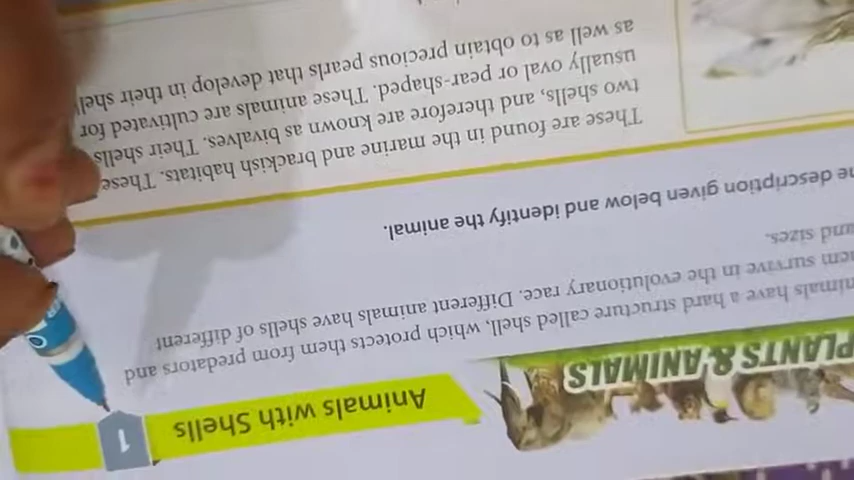 PLANTS & ANIMALS
Animals with Shells
1
nimals have a hard structure called shell, which protects them from predators and
em survive in the evolutionary race. Different animals have shells of different
and sizes.
he description given below and identify the animal.
These are found in the marine and brackish habitats. These
two shells, and therefore are known as bivalves. Their shells
usually oval or pear-shaped. These animals are cultivated for
as well as to obtain precious pearls that develop in their shell